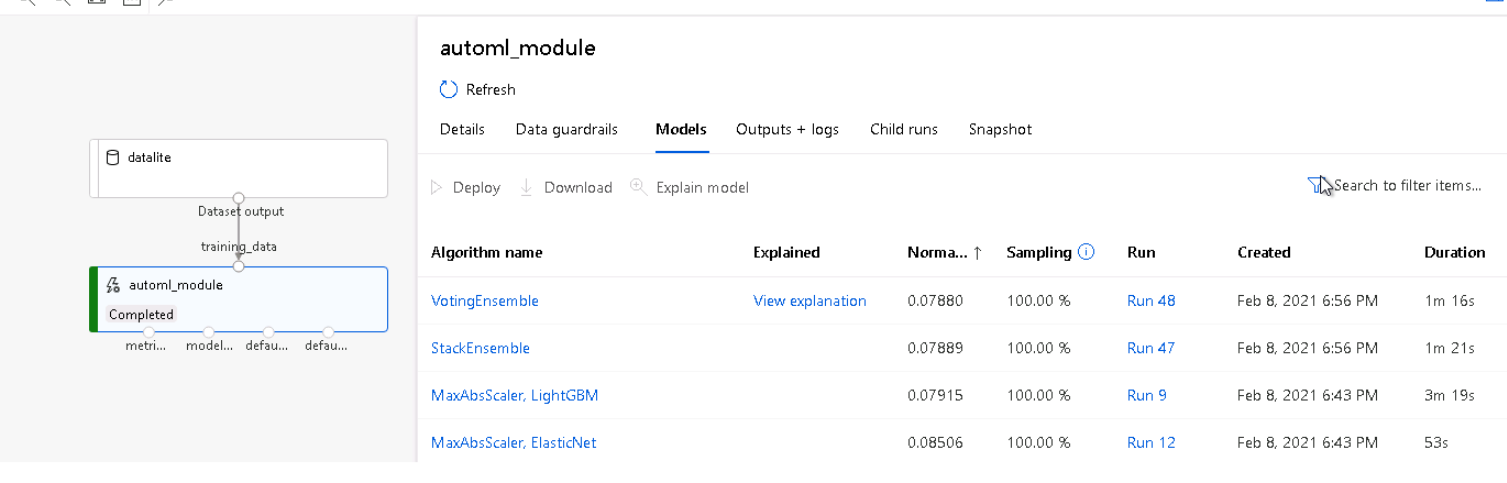 automl_module
Refresh
Details Data guardrails Models Outputs + logs Child runs Snapshot
Deploy Download Explain model Search to filter items...
Algorithm name Explained Norma... ↑ Sampling Run Created Duration
VotingEnsemble View explanation 0.07880 100.00 % Run 48 Feb 8, 2021 6:56 PM 1m 16s
StackEnsemble 0.07889 100.00 % Run 47 Feb 8, 2021 6:56 PM 1m 21s
MaxAbsScaler, LightGBM 0.07915 100.00 % Run 9 Feb 8, 2021 6:43 PM 3m 19s
MaxAbsScaler, ElasticNet 0.08506 100.00 % Run 12 Feb 8, 2021 6:43 PM 53s
datalite
Dataset output
training_data
automl_module
Completed
metri... model... defau... defau...